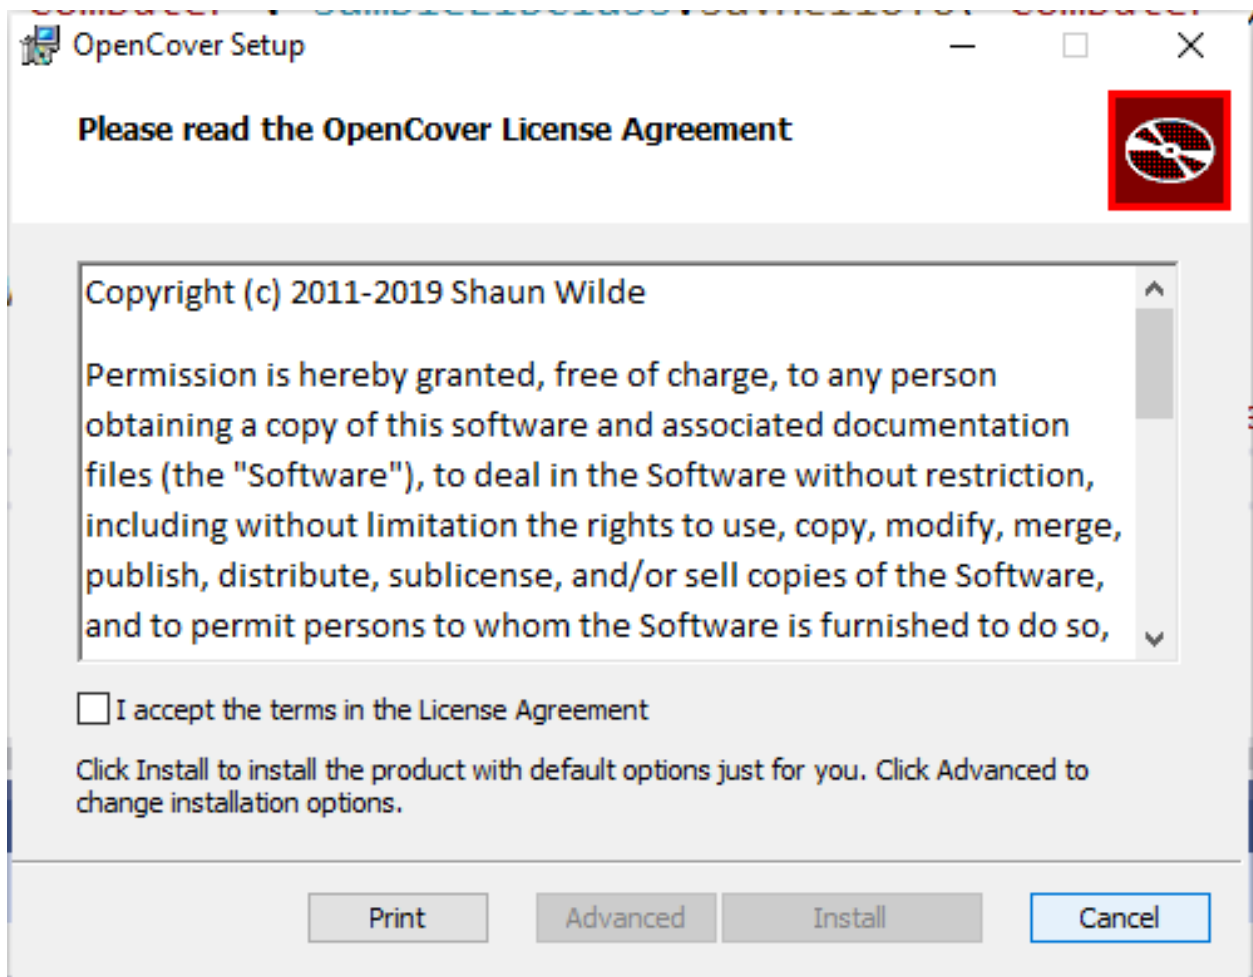 OpenCover Setup
Please read the OpenCover License Agreement
Copyright (c) 2011-2019 Shaun Wilde
Permission is hereby granted, free of charge, to any person
obtaining a copy of this software and associated documentation
files (the "Software"), to deal in the Software without restriction,
including without limitation the rights to use, copy, modify, merge,
publish, distribute, sublicense, and/or sell copies of the Software,
and to permit persons to whom the Software is furnished to do so,
I accept the terms in the License Agreement
Click Install to install the product with default options just for you. Click Advanced to
change installation options.
Print Advanced Install Cancel